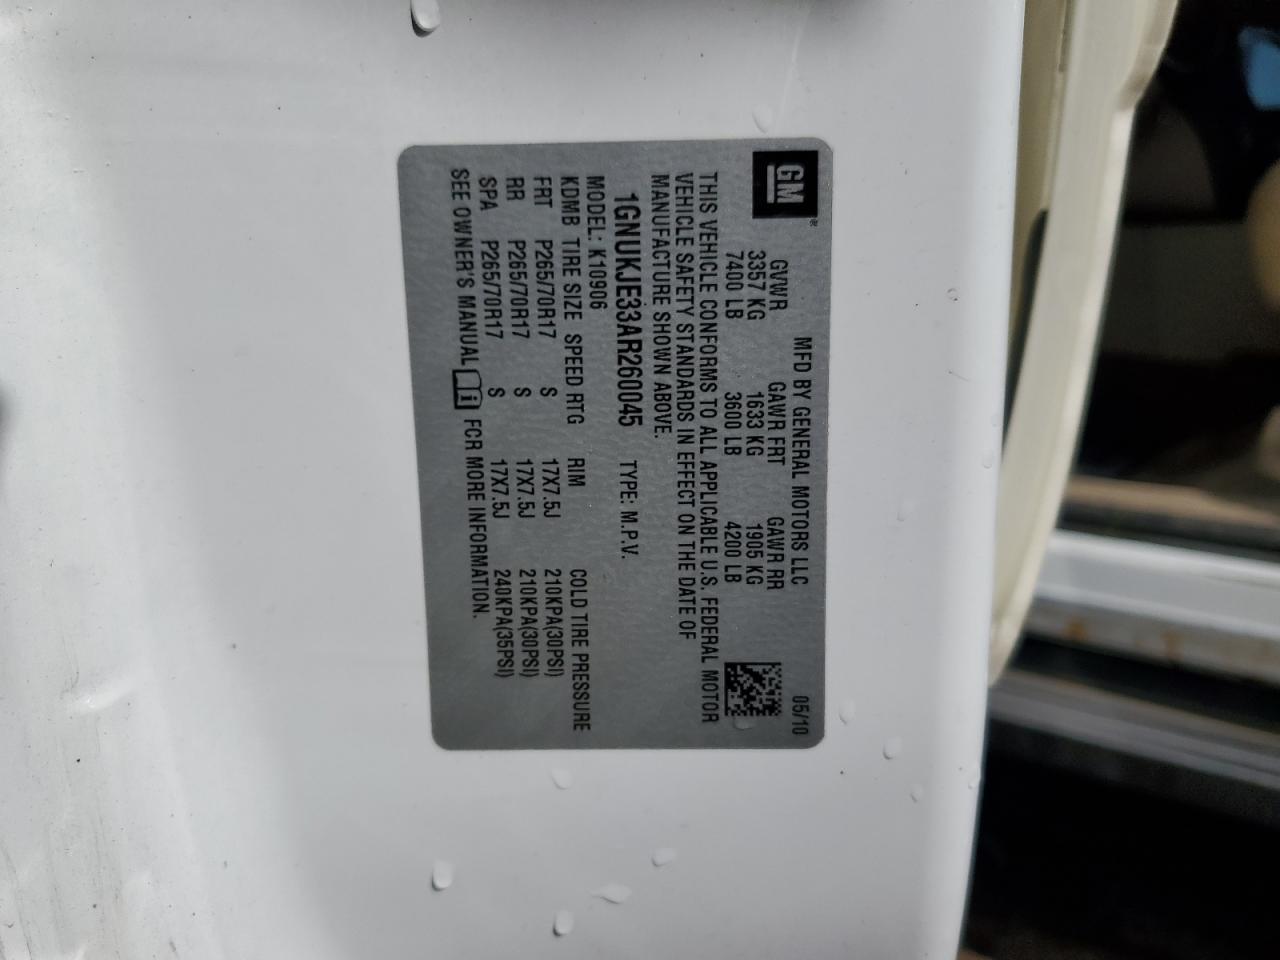 GM®
MFD BY GENERAL MOTORS LLC 05/10
GVWR GAWR FRT GAWR RR
3357 KG 1633 KG 1905 KG
7400 LB 3600 LB 4200 LB
THIS VEHICLE CONFORMS TO ALL APPLICABLE U.S. FEDERAL MOTOR
VEHICLE SAFETY STANDARDS IN EFFECT ON THE DATE OF
MANUFACTURE SHOWN ABOVE.
1GNUKJE33AR260045 TYPE: M.P.V.
MODEL: K10906
KDMB TIRE SIZE SPEED RTG RIM COLD TIRE PRESSURE
FRT P265/70R17 S 17X7.5J 210KPA(30PSI)
RR P265/70R17 S 17X7.5J 210KPA(30PSI)
SPA P265/70R17 S 17X7.5J 240KPA(35PSI)
SEE OWNER'S MANUAL i FOR MORE INFORMATION.